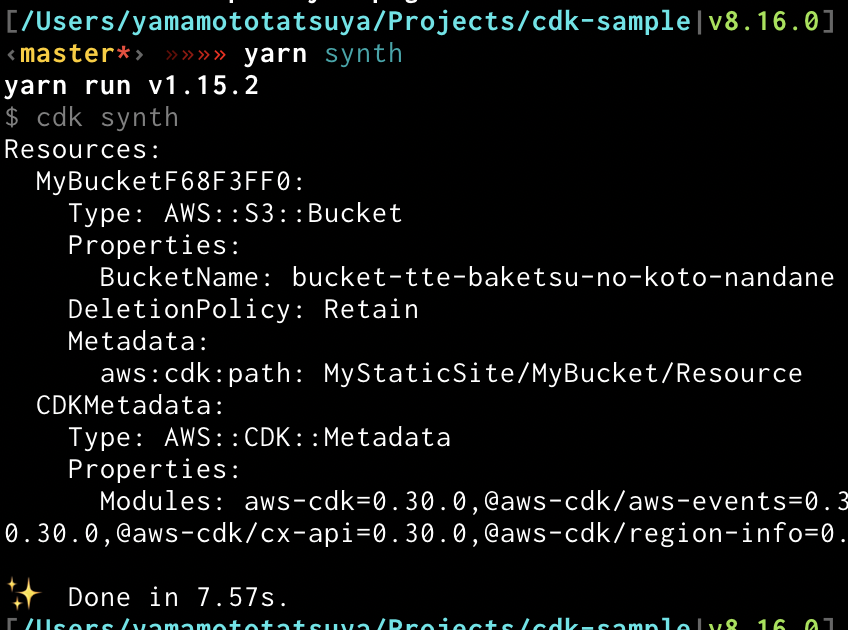 [/Users/yamamototatsuya/Projects/cdk-sample|v8.16.0]
‹master*› »»»» yarn synth
yarn run v1.15.2
$ cdk synth
Resources:
  MyBucketF68F3FF0:
    Type: AWS::S3::Bucket
    Properties:
      BucketName: bucket-tte-baketsu-no-koto-nandane
    DeletionPolicy: Retain
    Metadata:
      aws:cdk:path: MyStaticSite/MyBucket/Resource
  CDKMetadata:
    Type: AWS::CDK::Metadata
    Properties:
      Modules: aws-cdk=0.30.0,@aws-cdk/aws-events=0.3
0.30.0,@aws-cdk/cx-api=0.30.0,@aws-cdk/region-info=0.
✨  Done in 7.57s.
[/Users/yamamototatsuya/Projects/cdk-sample|v8.16.0]